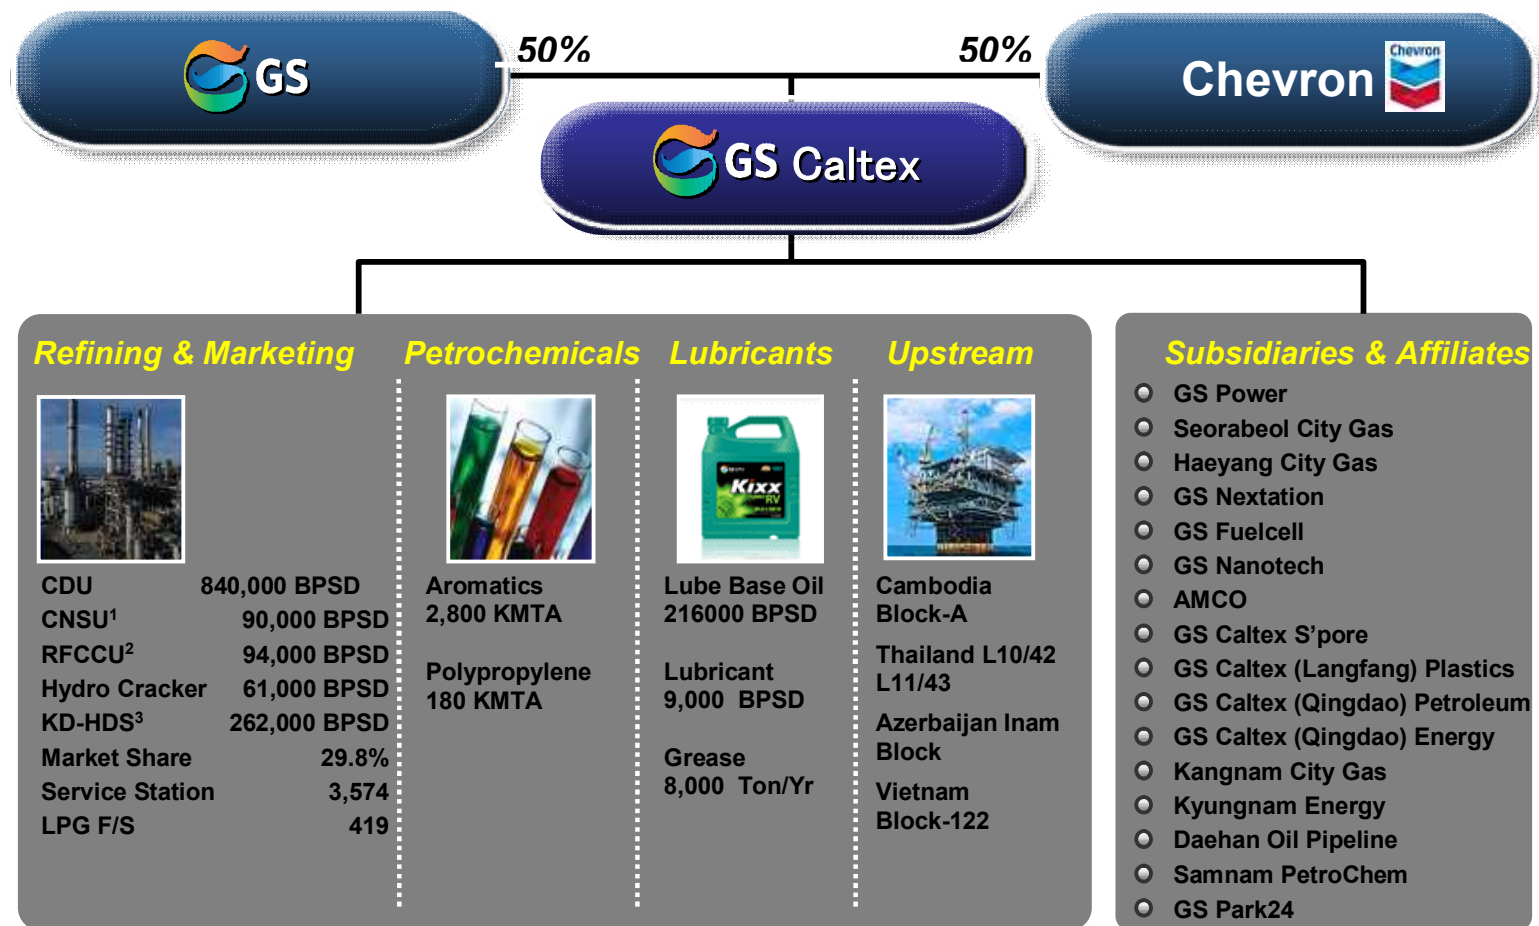 GS
50%
50%
Chevron
Chevron
GS Caltex
Refining & Marketing
CDU 840,000 BPSD
CNSU¹ 90,000 BPSD
RFCCU² 94,000 BPSD
Hydro Cracker 61,000 BPSD
KD-HDS³ 262,000 BPSD
Market Share 29.8%
Service Station 3,574
LPG F/S 419
Petrochemicals
Aromatics
2,800 KMTA
Polypropylene
180 KMTA
Lubricants
Kixx
RV
Lube Base Oil
216000 BPSD
Lubricant
9,000 BPSD
Grease
8,000 Ton/Yr
Upstream
Cambodia
Block-A
Thailand L10/42
L11/43
Azerbaijan Inam
Block
Vietnam
Block-122
Subsidiaries & Affiliates
GS Power
Seorabeol City Gas
Haeyang City Gas
GS Nextation
GS Fuelcell
GS Nanotech
AMCO
GS Caltex S’pore
GS Caltex (Langfang) Plastics
GS Caltex (Qingdao) Petroleum
GS Caltex (Qingdao) Energy
Kangnam City Gas
Kyungnam Energy
Daehan Oil Pipeline
Samnam PetroChem
GS Park24